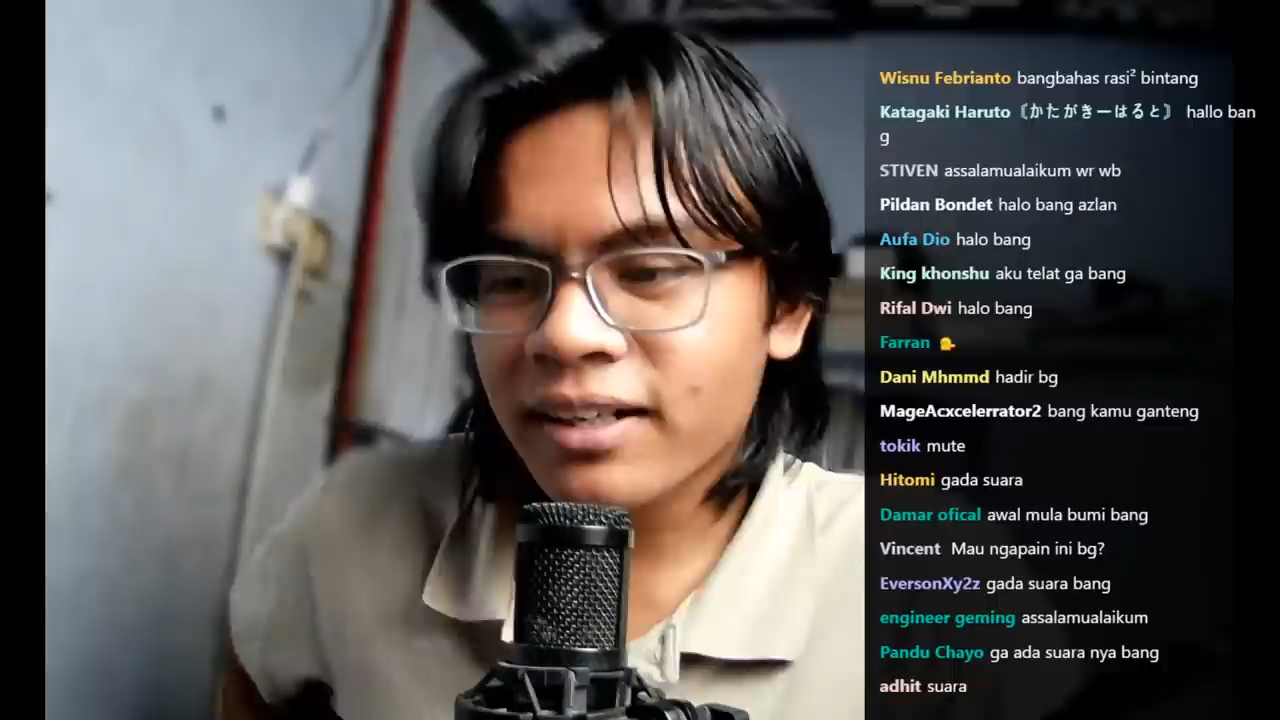 Wisnu Febrianto bangbahas rasi² bintang
Katagaki Haruto〘かたがきーはると〙 hallo ban
g
STIVEN assalamualaikum wr wb
Pildan Bondet halo bang azlan
Aufa Dio halo bang
King khonshu aku telat ga bang
Rifal Dwi halo bang
Farran
Dani Mhmmd hadir bg
MageAcxcelerrator2 bang kamu ganteng
tokik mute
Hitomi gada suara
Damar ofical awal mula bumi bang
Vincent Mau ngapain ini bg?
EversonXy2z gada suara bang
engineer geming assalamualaikum
Pandu Chayo ga ada suara nya bang
adhit suara